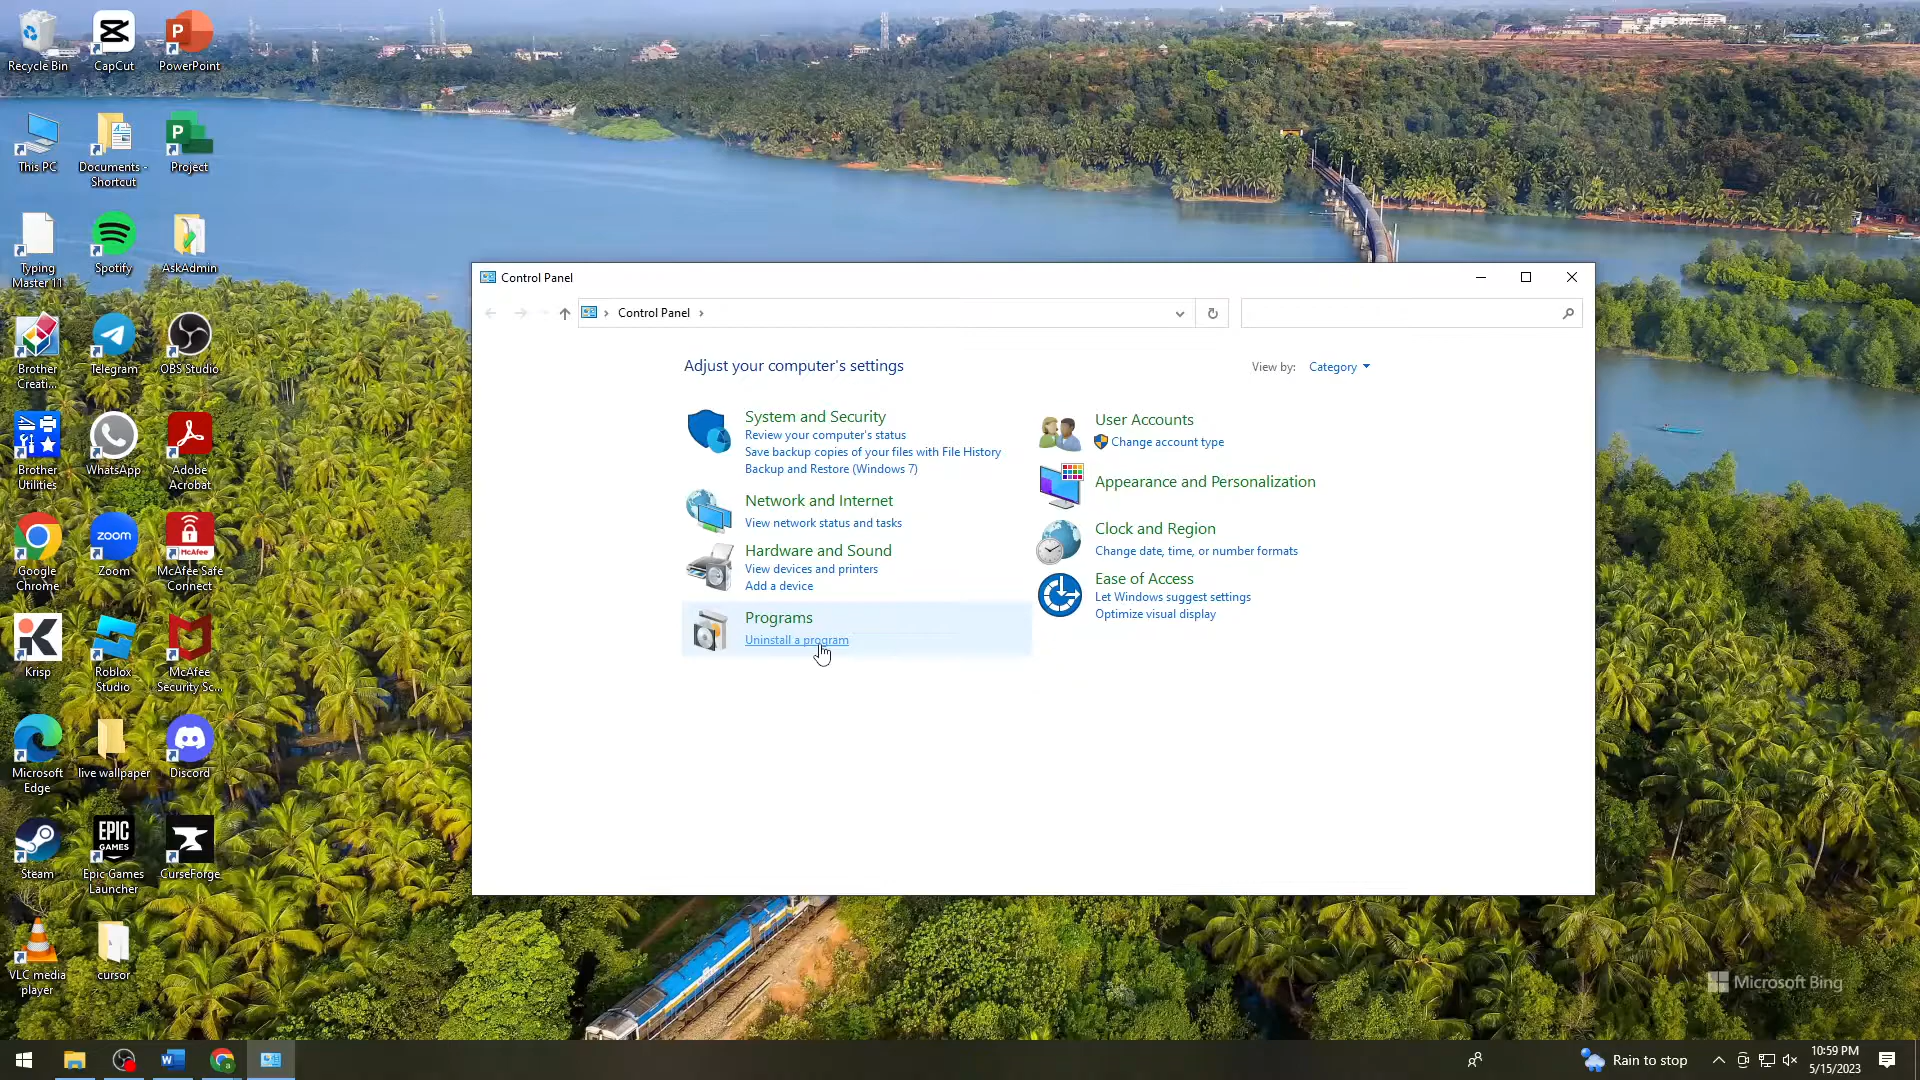 Recycle Bin
CapCut
PowerPoint
This PC
Documents - Shortcut
Project
Typing Master 11
Spotify
AskAdmin
Brother Creati...
Telegram
OBS Studio
Brother Utilities
WhatsApp
Adobe Acrobat
Google Chrome
zoom
Zoom
McAfee
McAfee Safe Connect
Krisp
Roblox Studio
McAfee Security Sc...
Microsoft Edge
live wallpaper
Discord
Steam
EPIC GAMES
Epic Games Launcher
CurseForge
VLC media player
cursor
Control Panel
Control Panel
Adjust your computer's settings
View by: Category
System and Security
Review your computer's status
Save backup copies of your files with File History
Backup and Restore (Windows 7)
Network and Internet
View network status and tasks
Hardware and Sound
View devices and printers
Add a device
Programs
Uninstall a program
User Accounts
Change account type
Appearance and Personalization
Clock and Region
Change date, time, or number formats
Ease of Access
Let Windows suggest settings
Optimize visual display
Microsoft Bing
Rain to stop
10:59 PM
5/15/2023